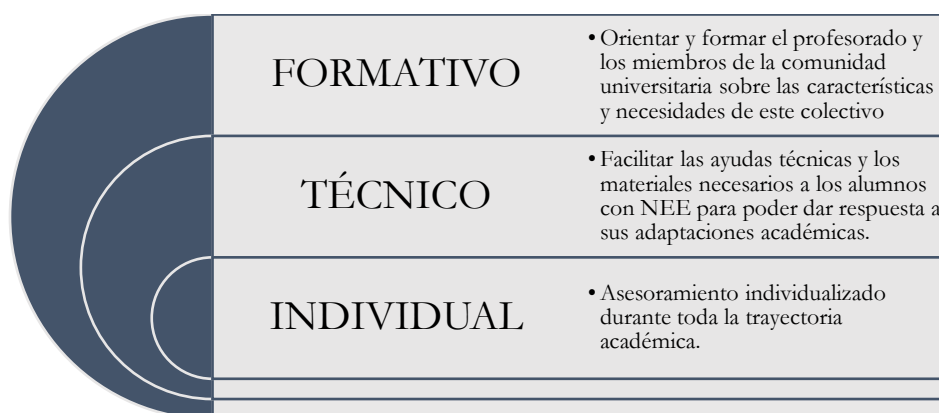 FORMATIVO
• Orientar y formar el profesorado y
los miembros de la comunidad
universitaria sobre las características
y necesidades de este colectivo
TÉCNICO
• Facilitar las ayudas técnicas y los
materiales necesarios a los alumnos
con NEE para poder dar respuesta a
sus adaptaciones académicas.
INDIVIDUAL
• Asesoramiento individualizado
durante toda la trayectoria
académica.